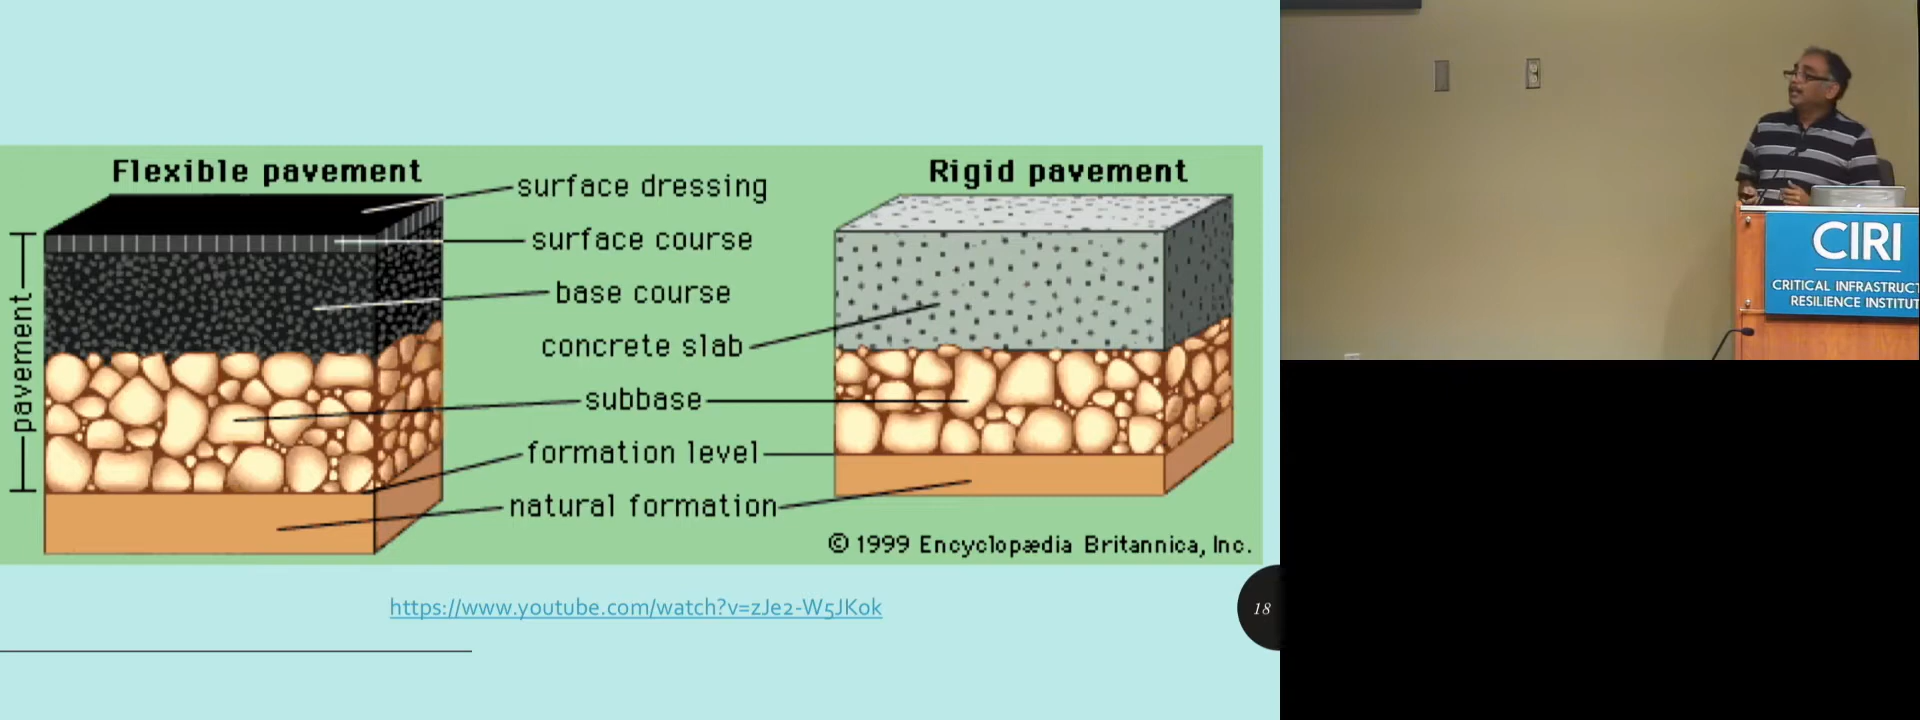 Flexible pavement
Rigid pavement
surface dressing
surface course
base course
concrete slab
subbase
formation level
natural formation
pavement
© 1999 Encyclopædia Britannica, Inc.
https://www.youtube.com/watch?v=zJe2-W5JKok
18
CIRI
CRITICAL INFRASTRUCT
RESILIENCE INSTITUT